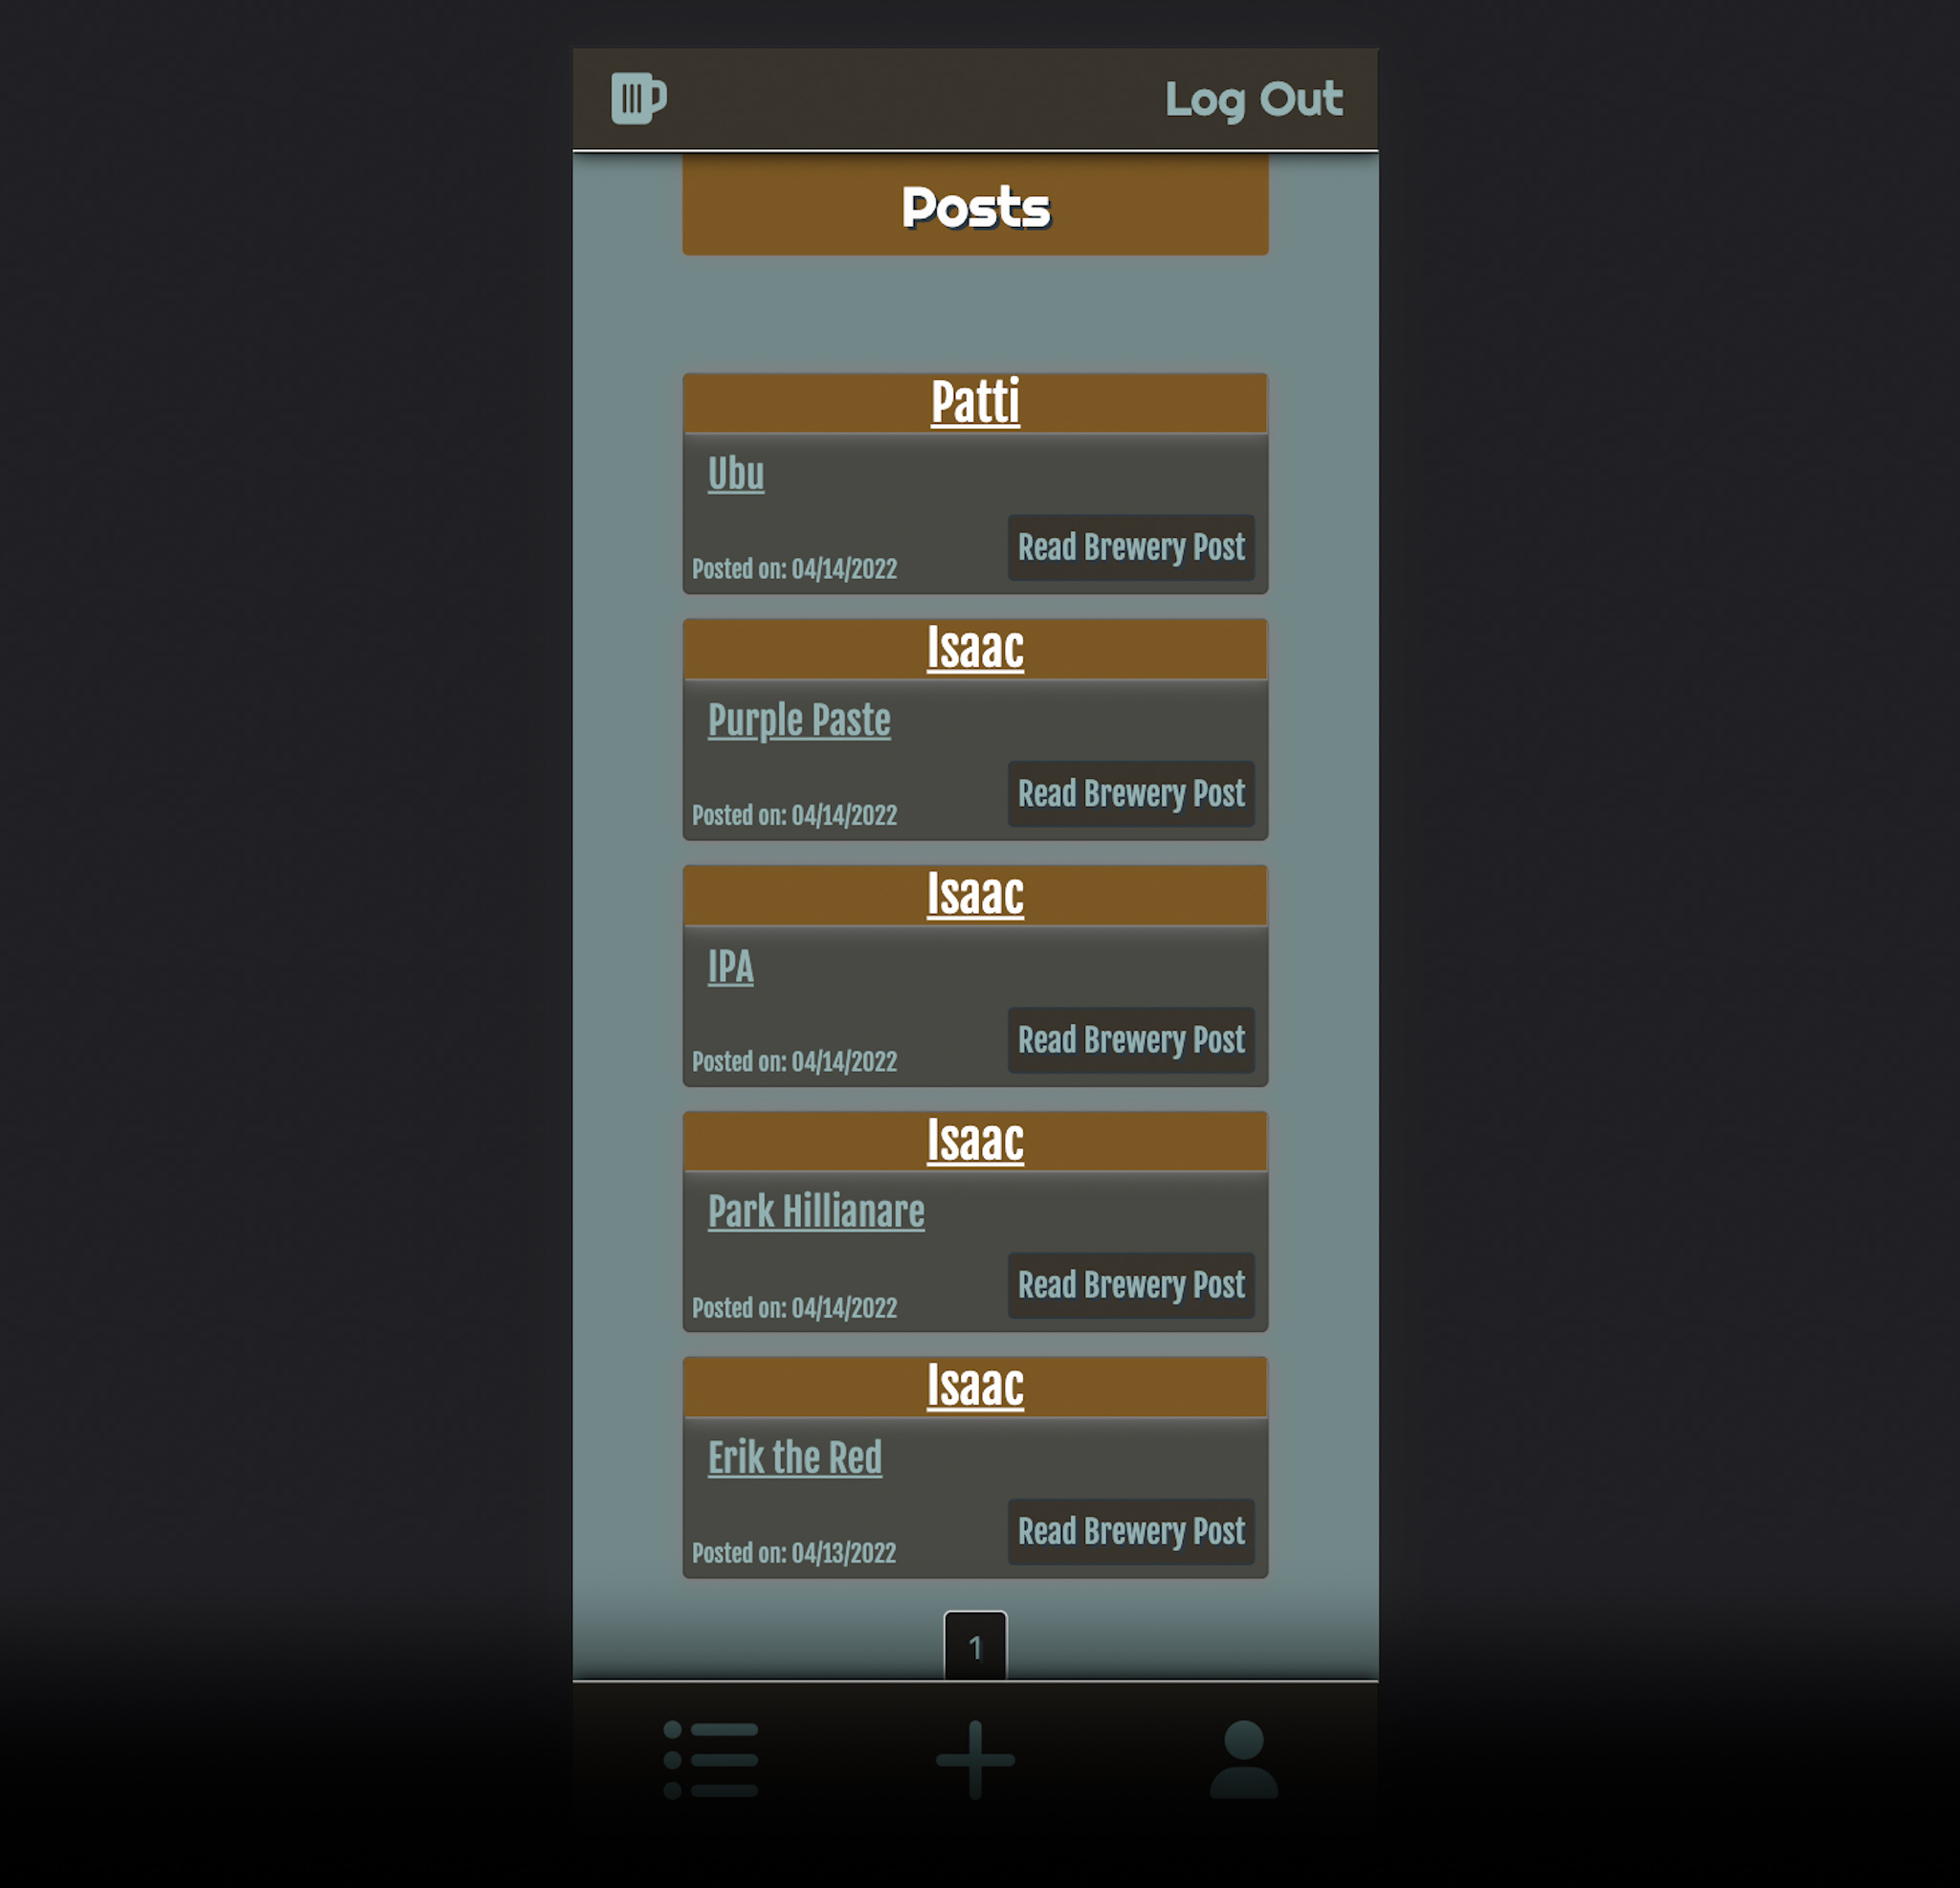 Log Out
Posts
Patti
Ubu
Read Brewery Post
Posted on: 04/14/2022
Isaac
Purple Paste
Read Brewery Post
Posted on: 04/14/2022
Isaac
IPA
Read Brewery Post
Posted on: 04/14/2022
Isaac
Park Hillianare
Read Brewery Post
Posted on: 04/14/2022
Isaac
Erik the Red
Read Brewery Post
Posted on: 04/13/2022
1